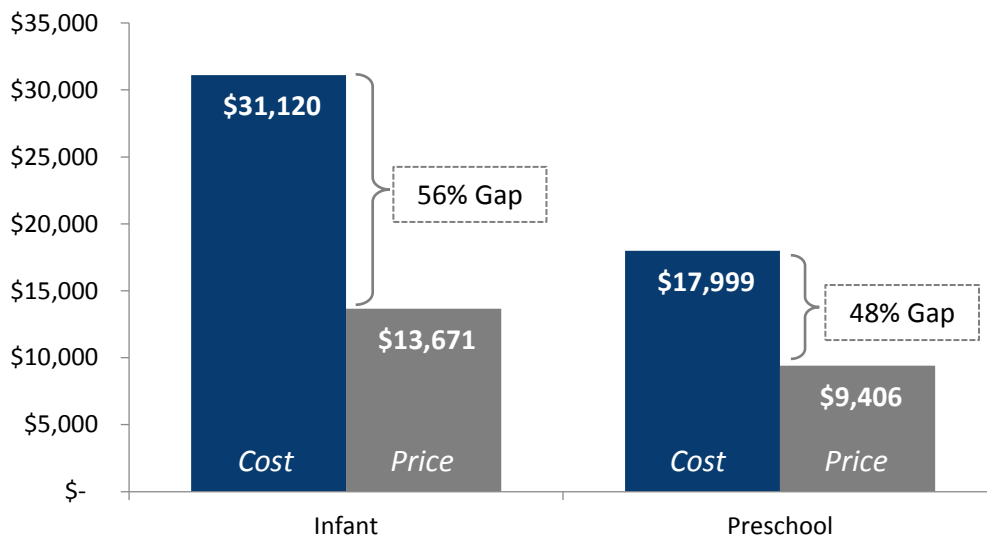 $35,000
$30,000
$25,000
$20,000
$15,000
$10,000
$5,000
$-
$31,120
56% Gap
$13,671
$17,999
48% Gap
$9,406
Cost
Price
Cost
Price
Infant
Preschool